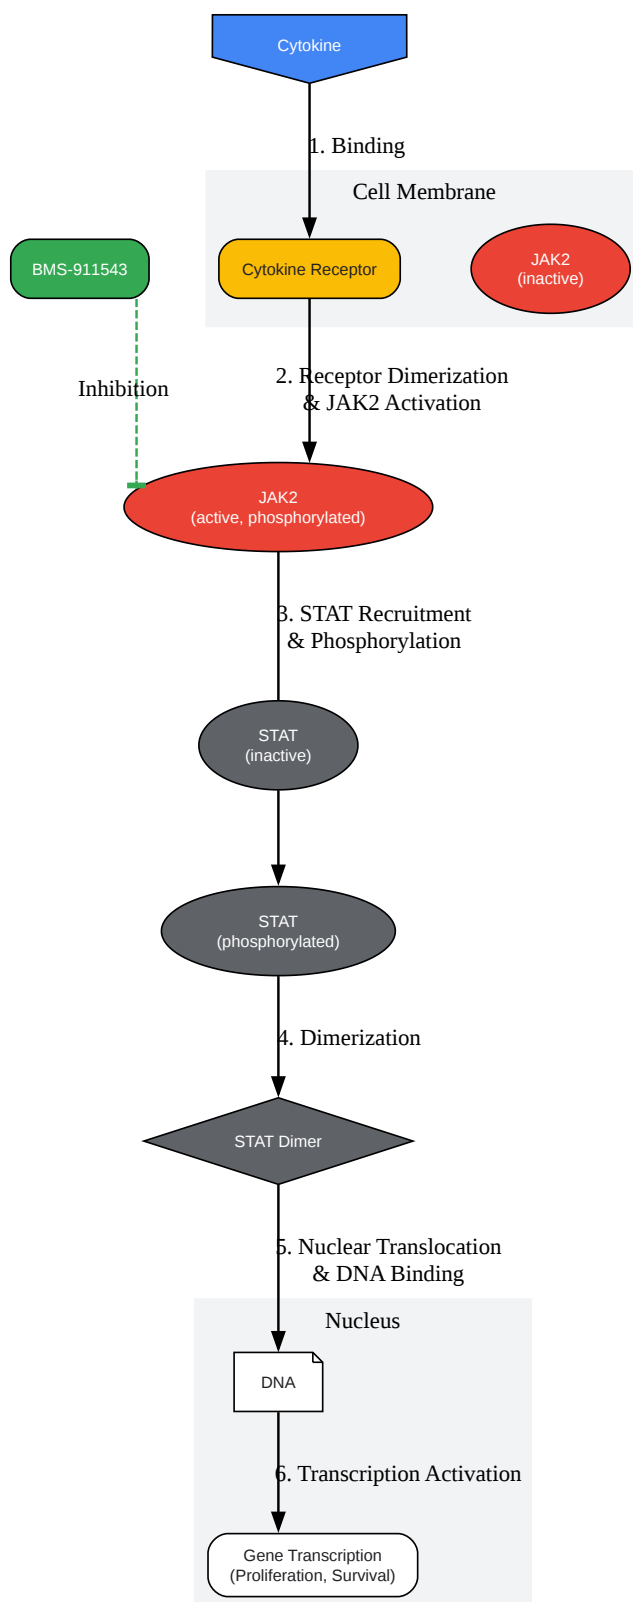 Cytokine
1. Binding
Cell Membrane
BMS-911543
Cytokine Receptor
JAK2
(inactive)
Inhibition
2. Receptor Dimerization
& JAK2 Activation
JAK2
(active, phosphorylated)
3. STAT Recruitment
& Phosphorylation
STAT
(inactive)
STAT
(phosphorylated)
4. Dimerization
STAT Dimer
5. Nuclear Translocation
& DNA Binding
Nucleus
DNA
6. Transcription Activation
Gene Transcription
(Proliferation, Survival)